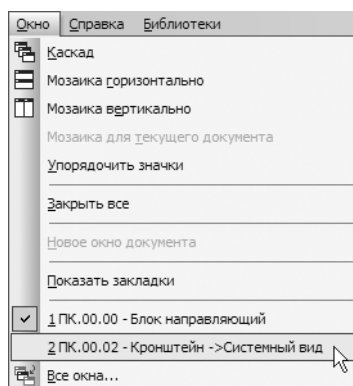 Окно Справка Библиотеки
Каскад
Мозаика горизонтально
Мозаика вертикально
Мозаика для текущего документа
Упорядочить значки
Закрыть все
Новое окно документа
Показать закладки
1 ПК.00.00 - Блок направляющий
2 ПК.00.02 - Кронштейн ->Системный вид
Все окна...